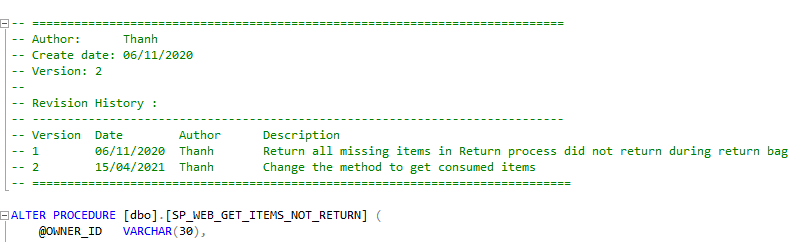 -- ============================================================================
-- Author:      Thanh
-- Create date: 06/11/2020
-- Version: 2
--
-- Revision History :
-- ----------------------------------------------------------------------------
-- Version  Date        Author      Description
-- 1        06/11/2020  Thanh       Return all missing items in Return process did not return during return bag
-- 2        15/04/2021  Thanh       Change the method to get consumed items
-- =============================================================================
ALTER PROCEDURE [dbo].[SP_WEB_GET_ITEMS_NOT_RETURN] (
    @OWNER_ID   VARCHAR(30),